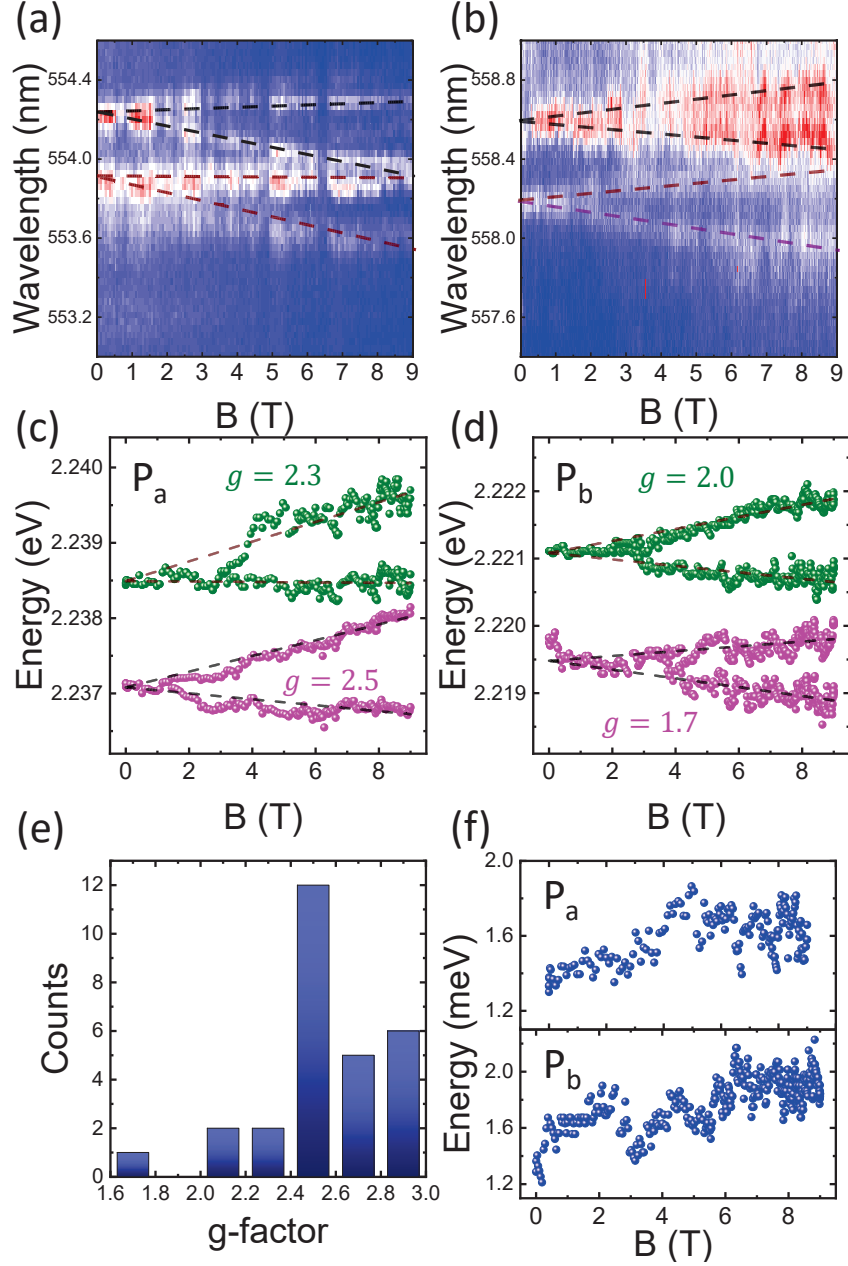 (a)
(b)
Wavelength (nm)
554.4
554.0
553.6
553.2
0 1 2 3 4 5 6 7 8 9
B (T)
Wavelength (nm)
558.8
558.4
558.0
557.6
0 1 2 3 4 5 6 7 8 9
B (T)
(c)
(d)
Energy (eV)
2.240
2.239
2.238
2.237
Pa
g = 2.3
g = 2.5
0 2 4 6 8
B (T)
Energy (eV)
2.222
2.221
2.220
2.219
Pb
g = 2.0
g = 1.7
0 2 4 6 8
B (T)
(e)
(f)
Counts
12
10
8
6
4
2
0
1.6 1.8 2.0 2.2 2.4 2.6 2.8 3.0
g-factor
Energy (meV)
2.0
1.6
1.2
Pa
2.0
1.6
1.2
Pb
0 2 4 6 8
B (T)